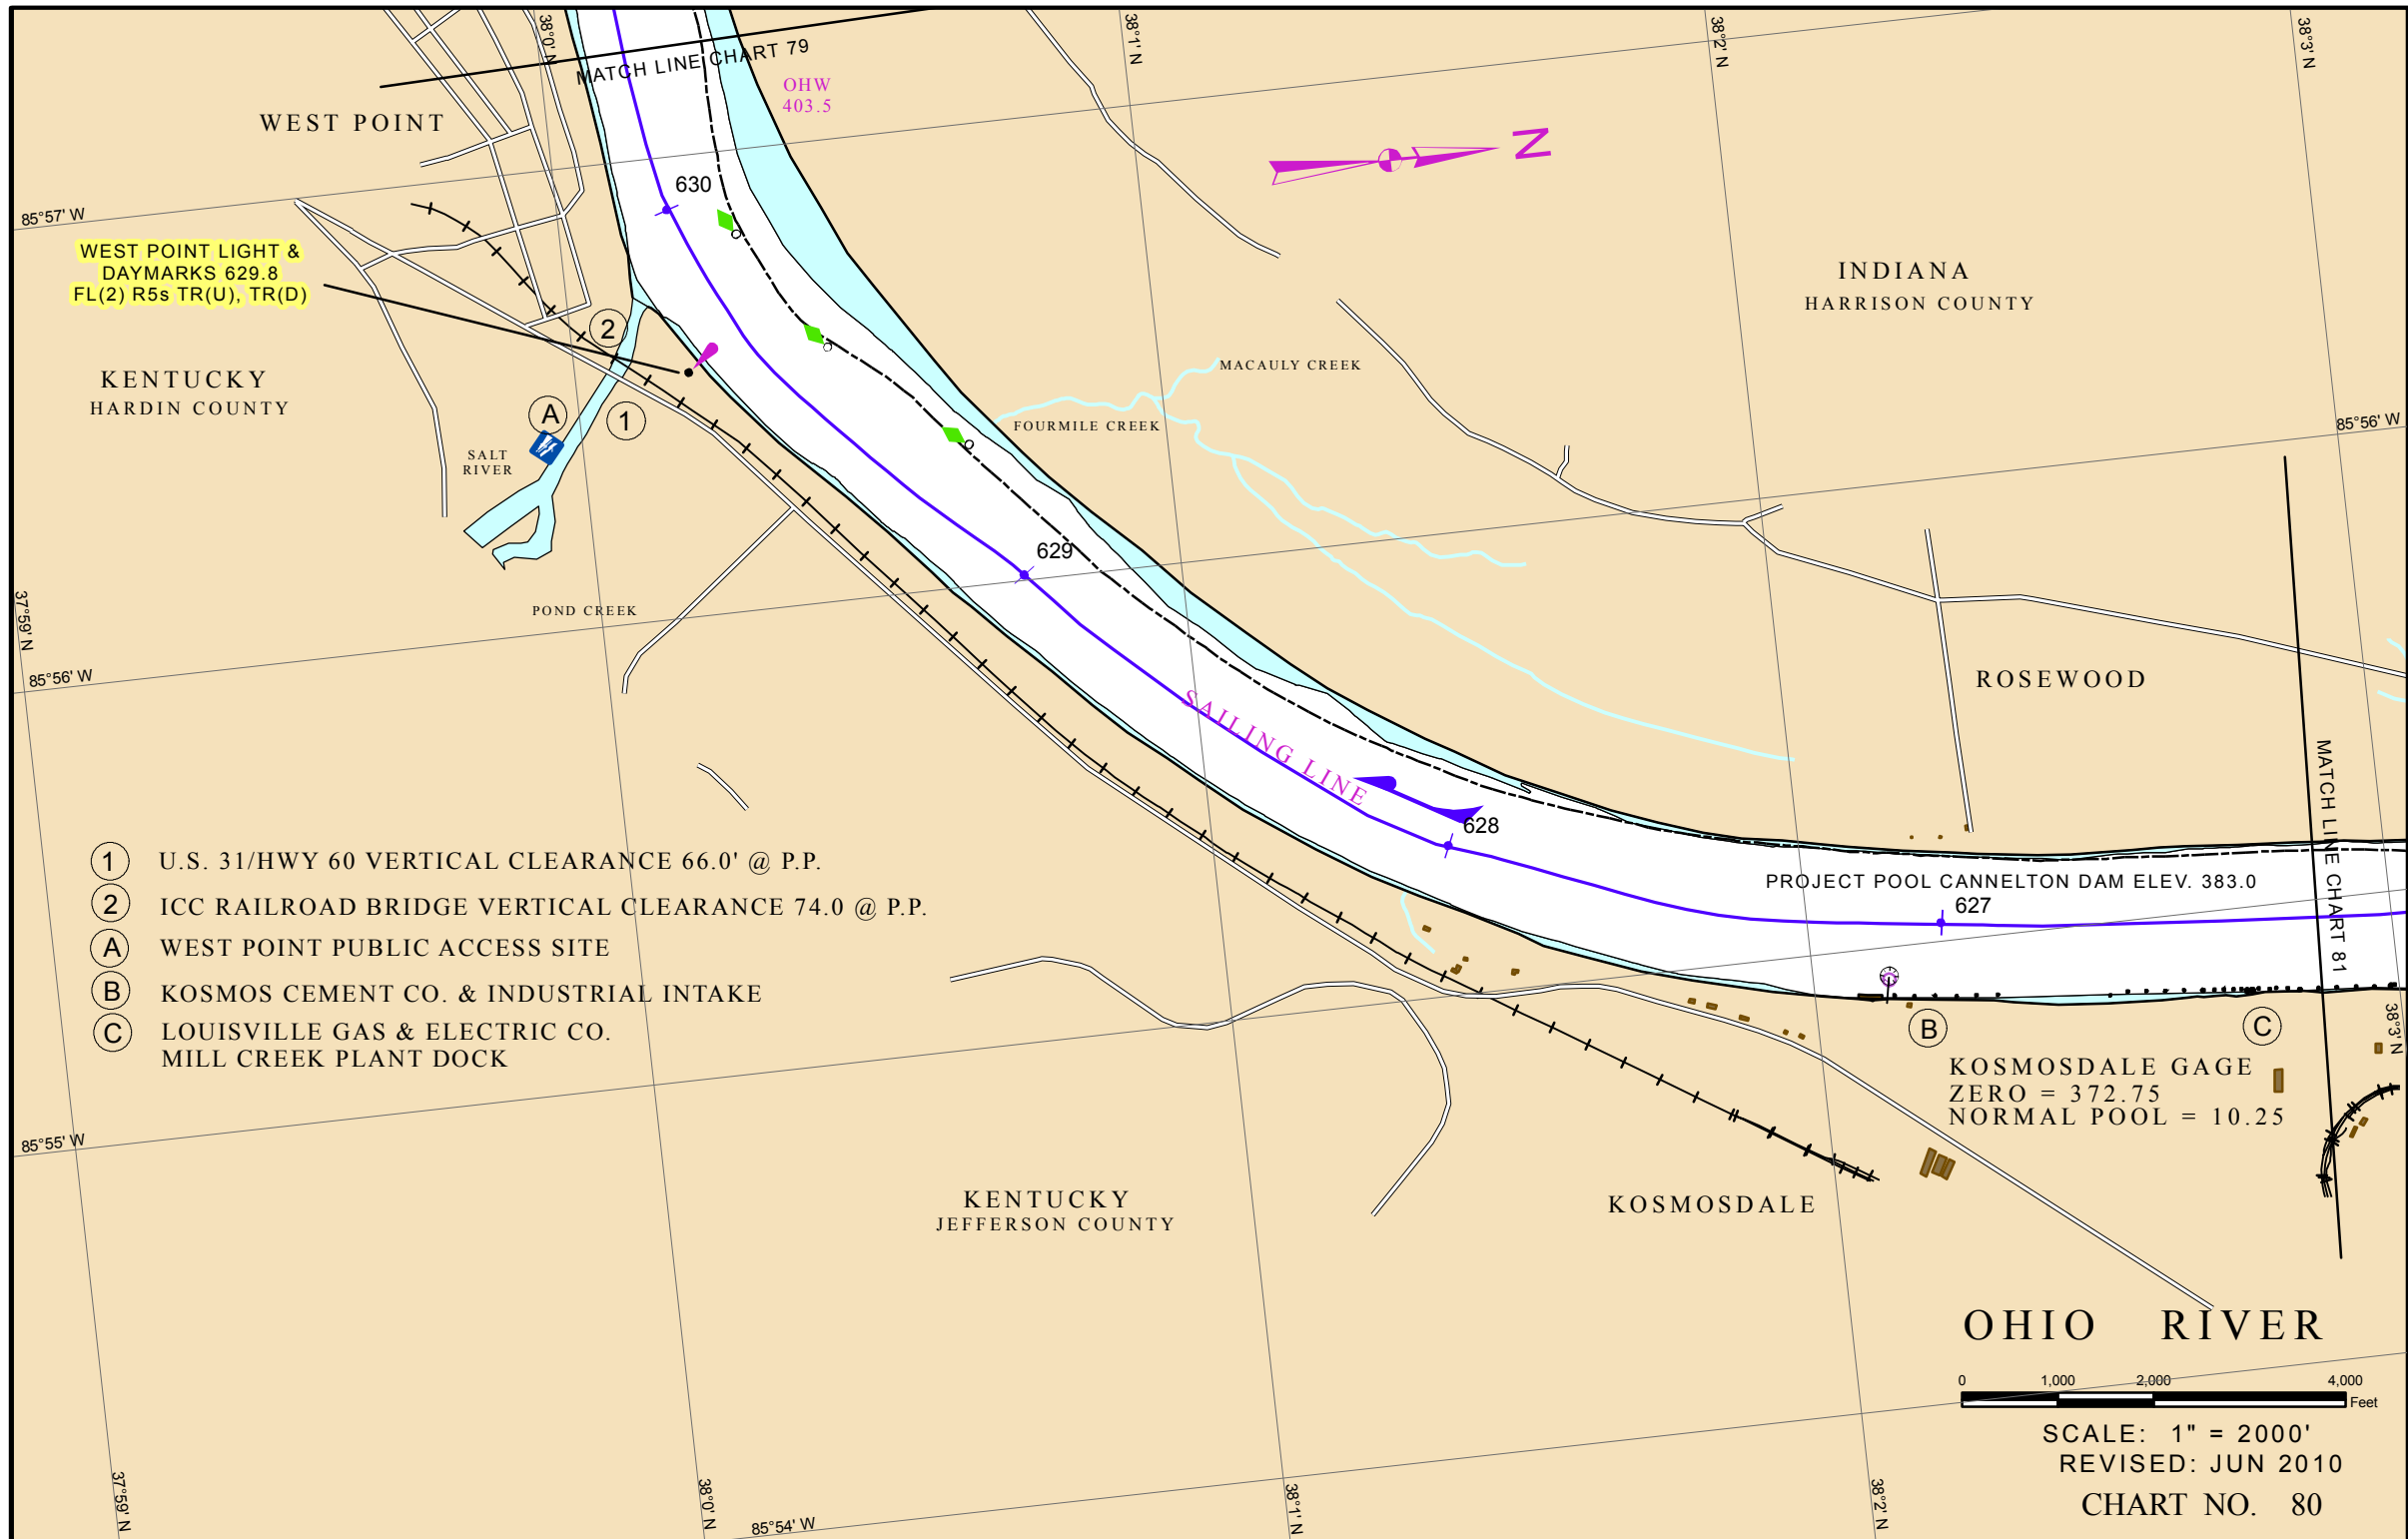 38°0' N
38°1' N
38°2' N
38°3' N
MATCH LINE CHART 79
OHW
403.5
WEST POINT
N
630
85°57' W
WEST POINT LIGHT &
DAYMARKS 629.8
FL(2) R5s TR(U), TR(D)
INDIANA
HARRISON COUNTY
2
MACAULY CREEK
KENTUCKY
HARDIN COUNTY
A
1
FOURMILE CREEK
85°56' W
SALT
RIVER
629
37°59' N
POND CREEK
85°56' W
ROSEWOOD
SAILING LINE
MATCH LINE CHART 81
628
PROJECT POOL CANNELTON DAM ELEV. 383.0
627
1 U.S. 31/HWY 60 VERTICAL CLEARANCE 66.0' @ P.P.
2 ICC RAILROAD BRIDGE VERTICAL CLEARANCE 74.0 @ P.P.
A WEST POINT PUBLIC ACCESS SITE
B KOSMOS CEMENT CO. & INDUSTRIAL INTAKE
C LOUISVILLE GAS & ELECTRIC CO.
MILL CREEK PLANT DOCK
B
C
38°3' N
KOSMOSDALE GAGE
ZERO = 372.75
NORMAL POOL = 10.25
85°55' W
KENTUCKY
JEFFERSON COUNTY
KOSMOSDALE
OHIO RIVER
0 1,000 2,000 4,000
Feet
SCALE: 1" = 2000'
REVISED: JUN 2010
CHART NO. 80
37°59' N
38°0' N
85°54' W
38°1' N
38°2' N